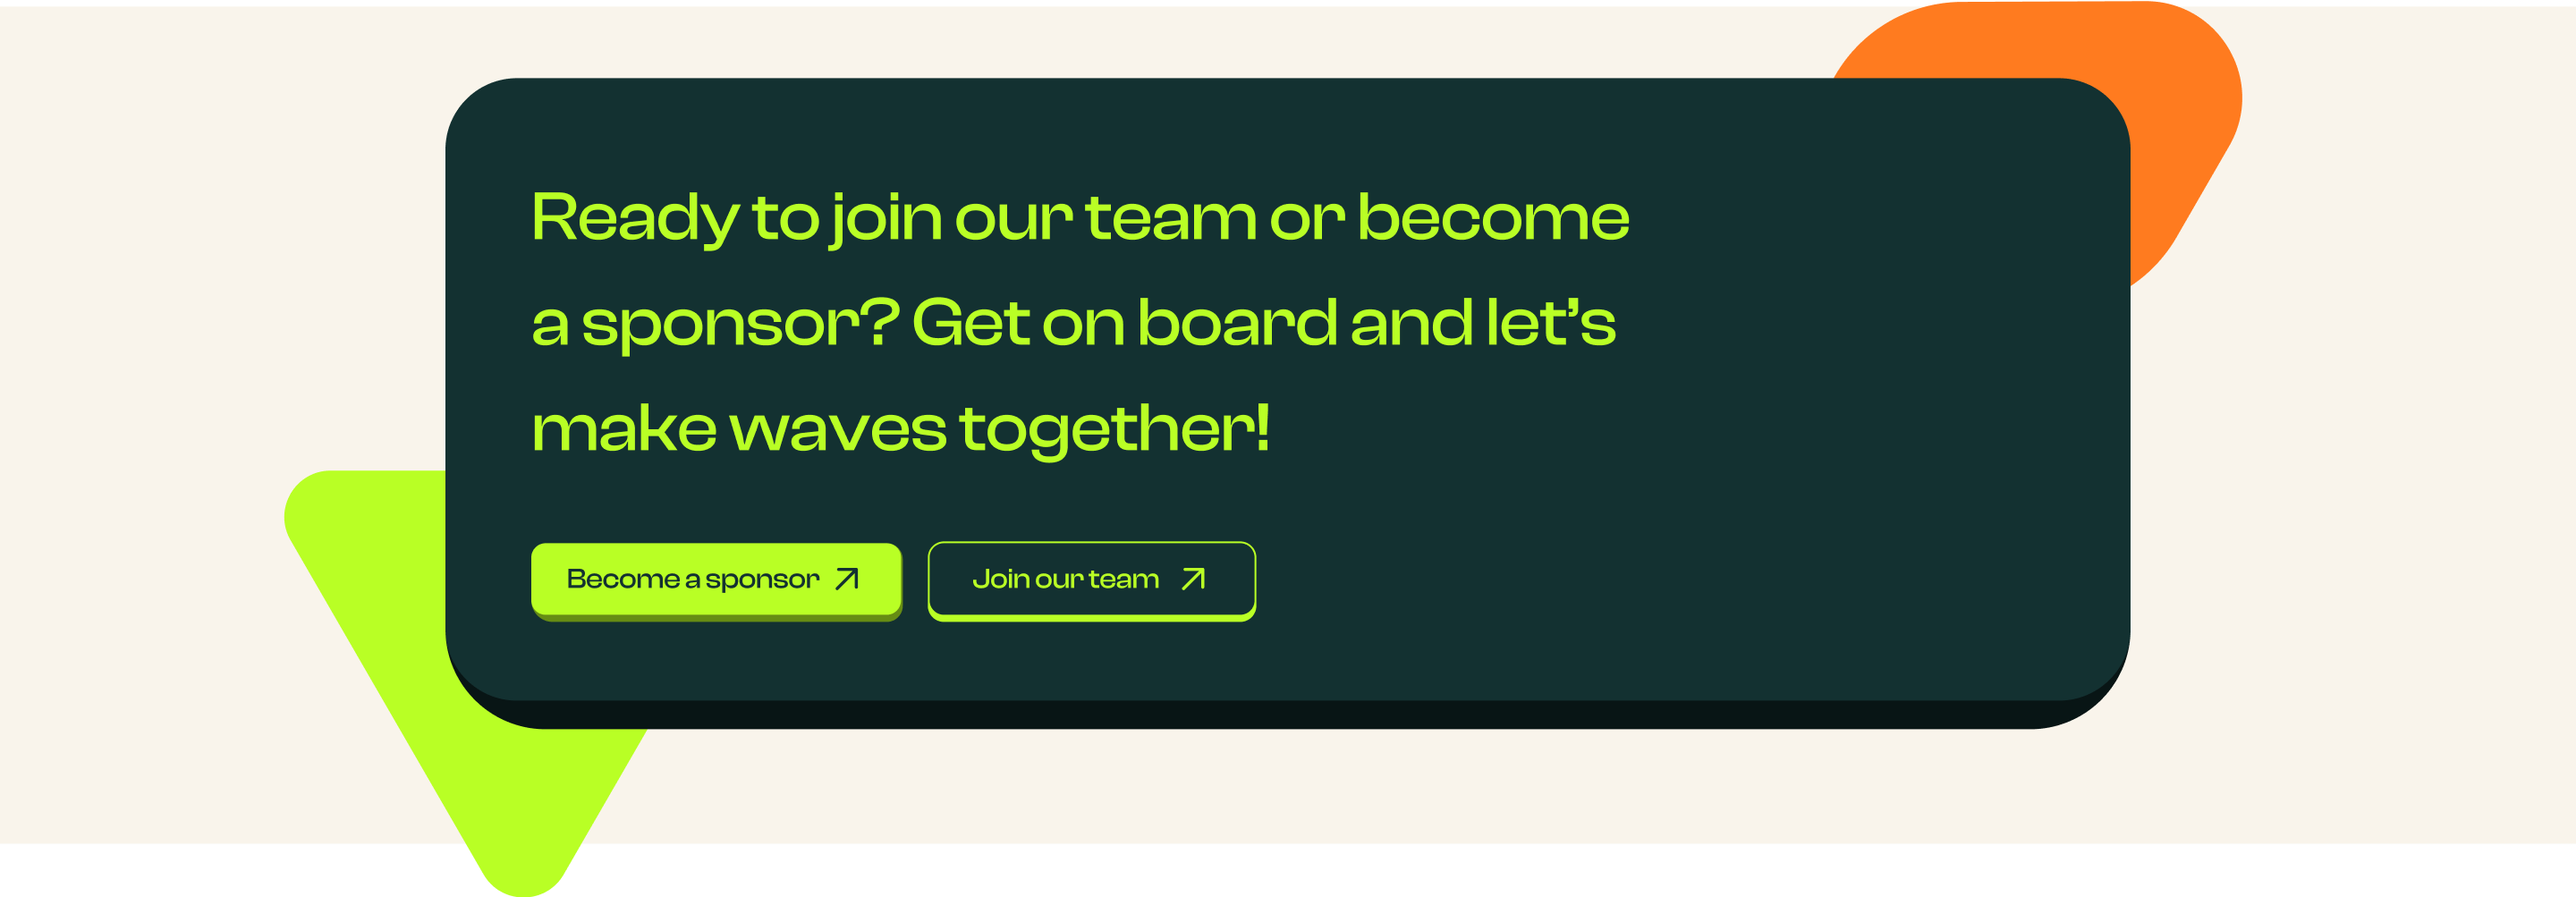 Ready to join our team or become
a sponsor? Get on board and let’s
make waves together!
Become a sponsor
Join our team